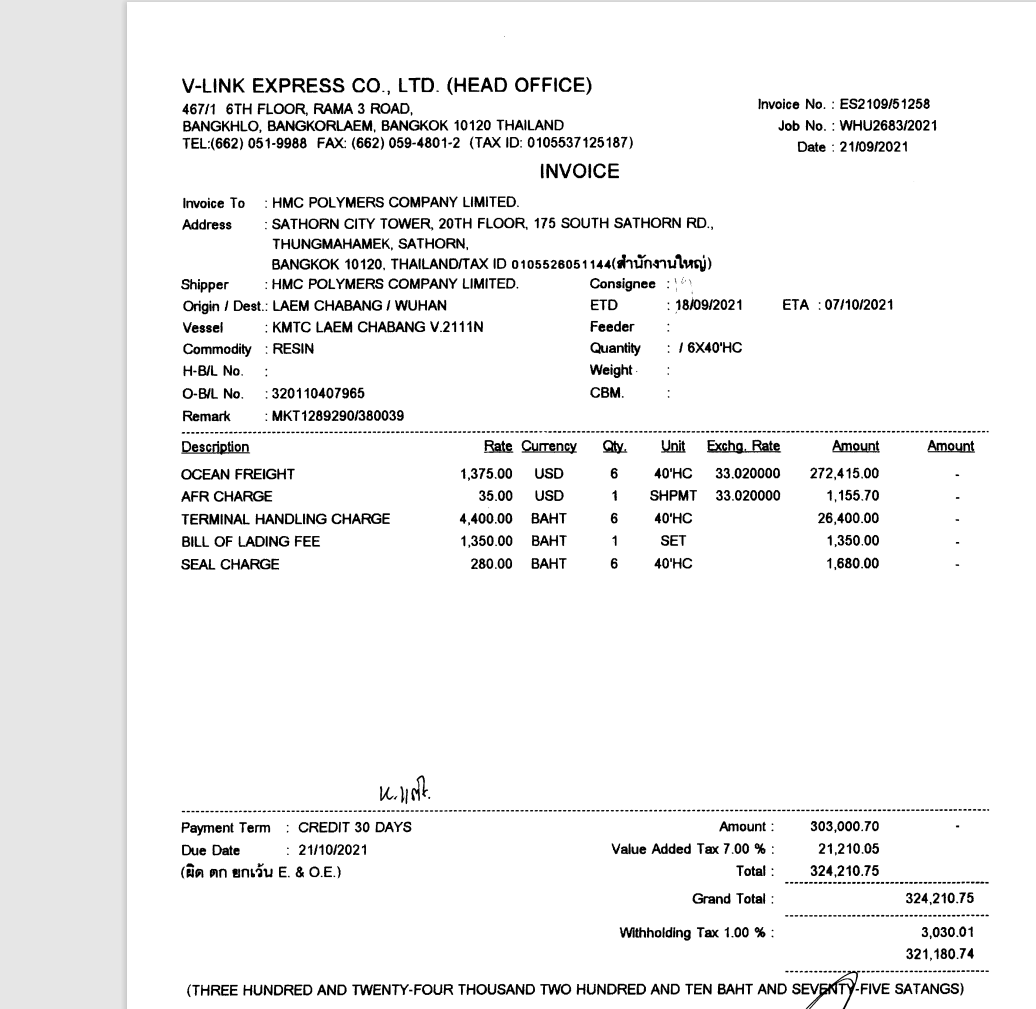 V-LINK EXPRESS CO., LTD. (HEAD OFFICE)
467/1 6TH FLOOR, RAMA 3 ROAD,
BANGKHLO, BANGKORLAEM, BANGKOK 10120 THAILAND
TEL:(662) 051-9988 FAX: (662) 059-4801-2 (TAX ID: 0105537125187)
Invoice No. : ES2109/51258
Job No. : WHU2683/2021
Date : 21/09/2021
INVOICE
Invoice To : HMC POLYMERS COMPANY LIMITED.
Address : SATHORN CITY TOWER, 20TH FLOOR, 175 SOUTH SATHORN RD.,
THUNGMAHAMEK, SATHORN,
BANGKOK 10120, THAILAND/TAX ID 0105526051144(สำนักงานใหญ่)
Shipper : HMC POLYMERS COMPANY LIMITED. Consignee :
Origin / Dest.: LAEM CHABANG / WUHAN ETD : 18/09/2021 ETA : 07/10/2021
Vessel : KMTC LAEM CHABANG V.2111N Feeder :
Commodity : RESIN Quantity : / 6X40'HC
H-B/L No. : Weight :
O-B/L No. : 320110407965 CBM. :
Remark : MKT1289290/380039
Description Rate Currency Qty. Unit Exchg. Rate Amount Amount
OCEAN FREIGHT 1,375.00 USD 6 40'HC 33.020000 272,415.00 -
AFR CHARGE 35.00 USD 1 SHPMT 33.020000 1,155.70 -
TERMINAL HANDLING CHARGE 4,400.00 BAHT 6 40'HC 26,400.00 -
BILL OF LADING FEE 1,350.00 BAHT 1 SET 1,350.00 -
SEAL CHARGE 280.00 BAHT 6 40'HC 1,680.00 -
Payment Term : CREDIT 30 DAYS Amount : 303,000.70 -
Due Date : 21/10/2021 Value Added Tax 7.00 % : 21,210.05
(ผิด ตก ยกเว้น E. & O.E.) Total : 324,210.75
Grand Total : 324,210.75
Withholding Tax 1.00 % : 3,030.01
321,180.74
(THREE HUNDRED AND TWENTY-FOUR THOUSAND TWO HUNDRED AND TEN BAHT AND SEVENTY-FIVE SATANGS)